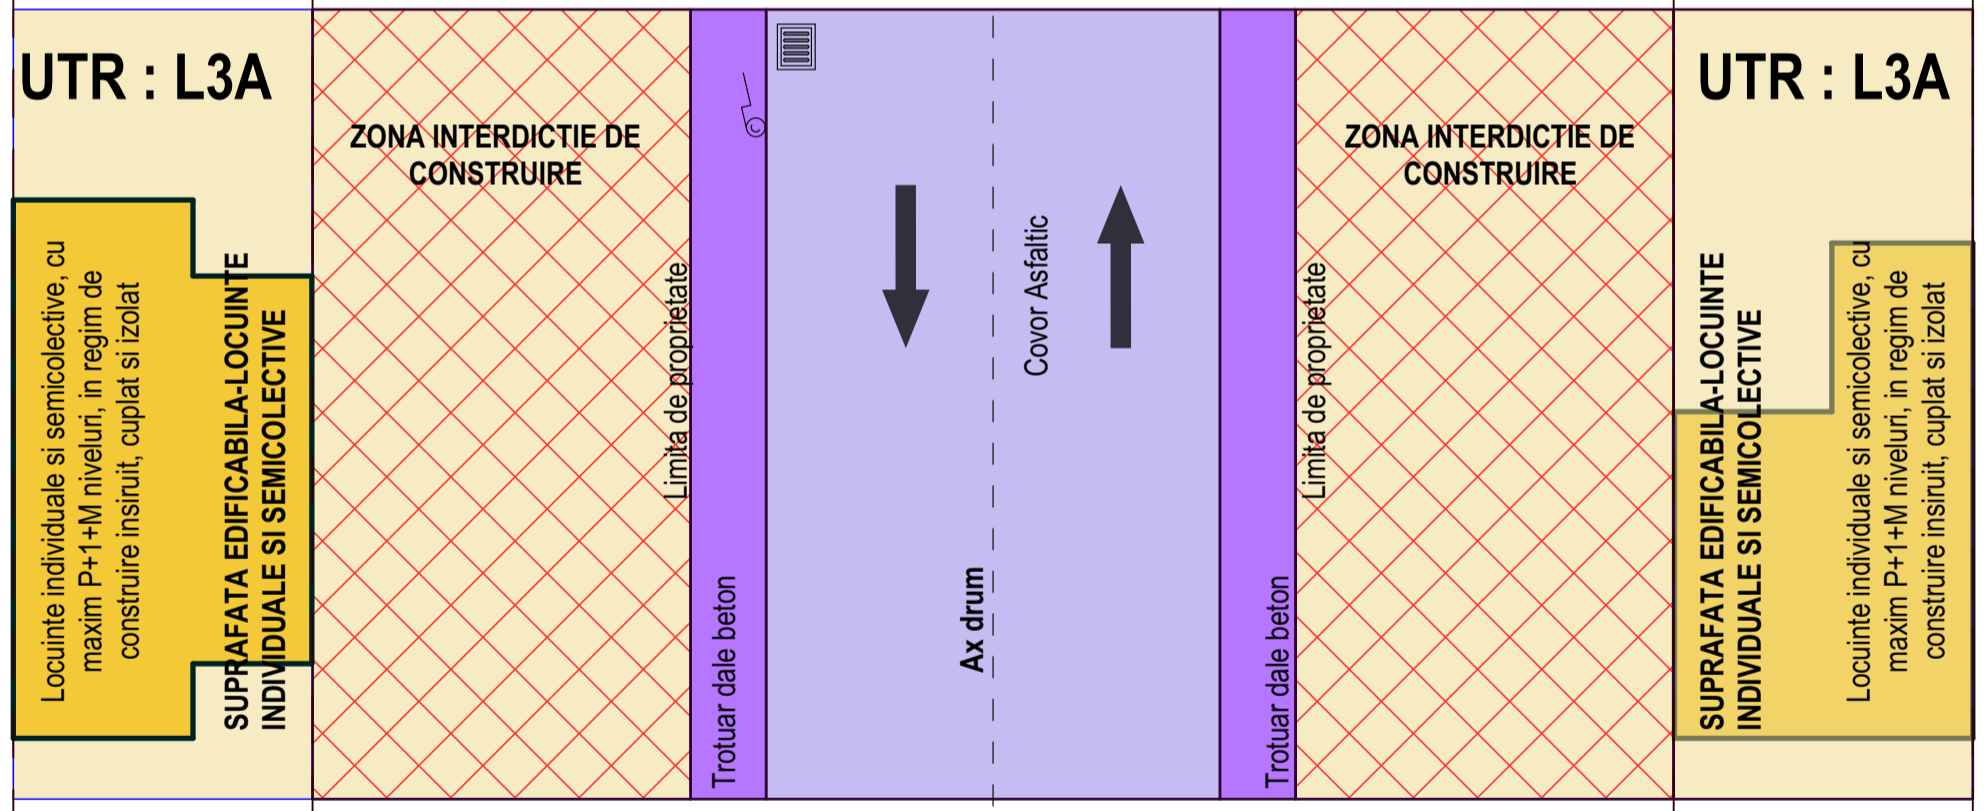 UTR : L3A
Locuinte individuale si semicolective, cu
maxim P+1+M niveluri, in regim de
construire insiruit, cuplat si izolat
SUPRAFATA EDIFICABILA-LOCUINTE
INDIVIDUALE SI SEMICOLECTIVE
ZONA INTERDICTIE DE
CONSTRUIRE
Limita de proprietate
Trotuar dale beton
Ax drum
Covor Asfaltic
Trotuar dale beton
Limita de proprietate
ZONA INTERDICTIE DE
CONSTRUIRE
UTR : L3A
SUPRAFATA EDIFICABILA-LOCUINTE
INDIVIDUALE SI SEMICOLECTIVE
Locuinte individuale si semicolective, cu
maxim P+1+M niveluri, in regim de
construire insiruit, cuplat si izolat